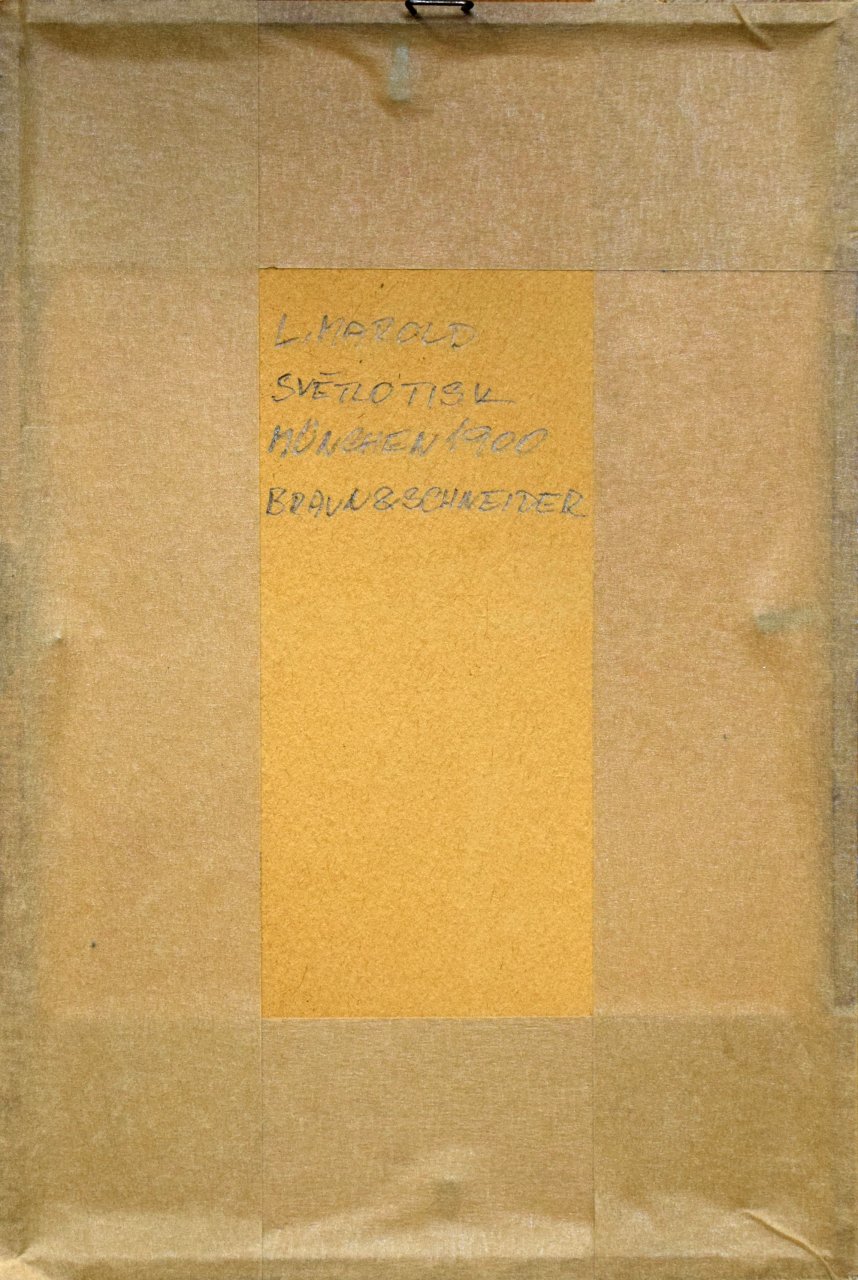 L. MAROLD
SVĚTLOTISK
MÜNCHEN 1900
BRAUN & SCHNEIDER